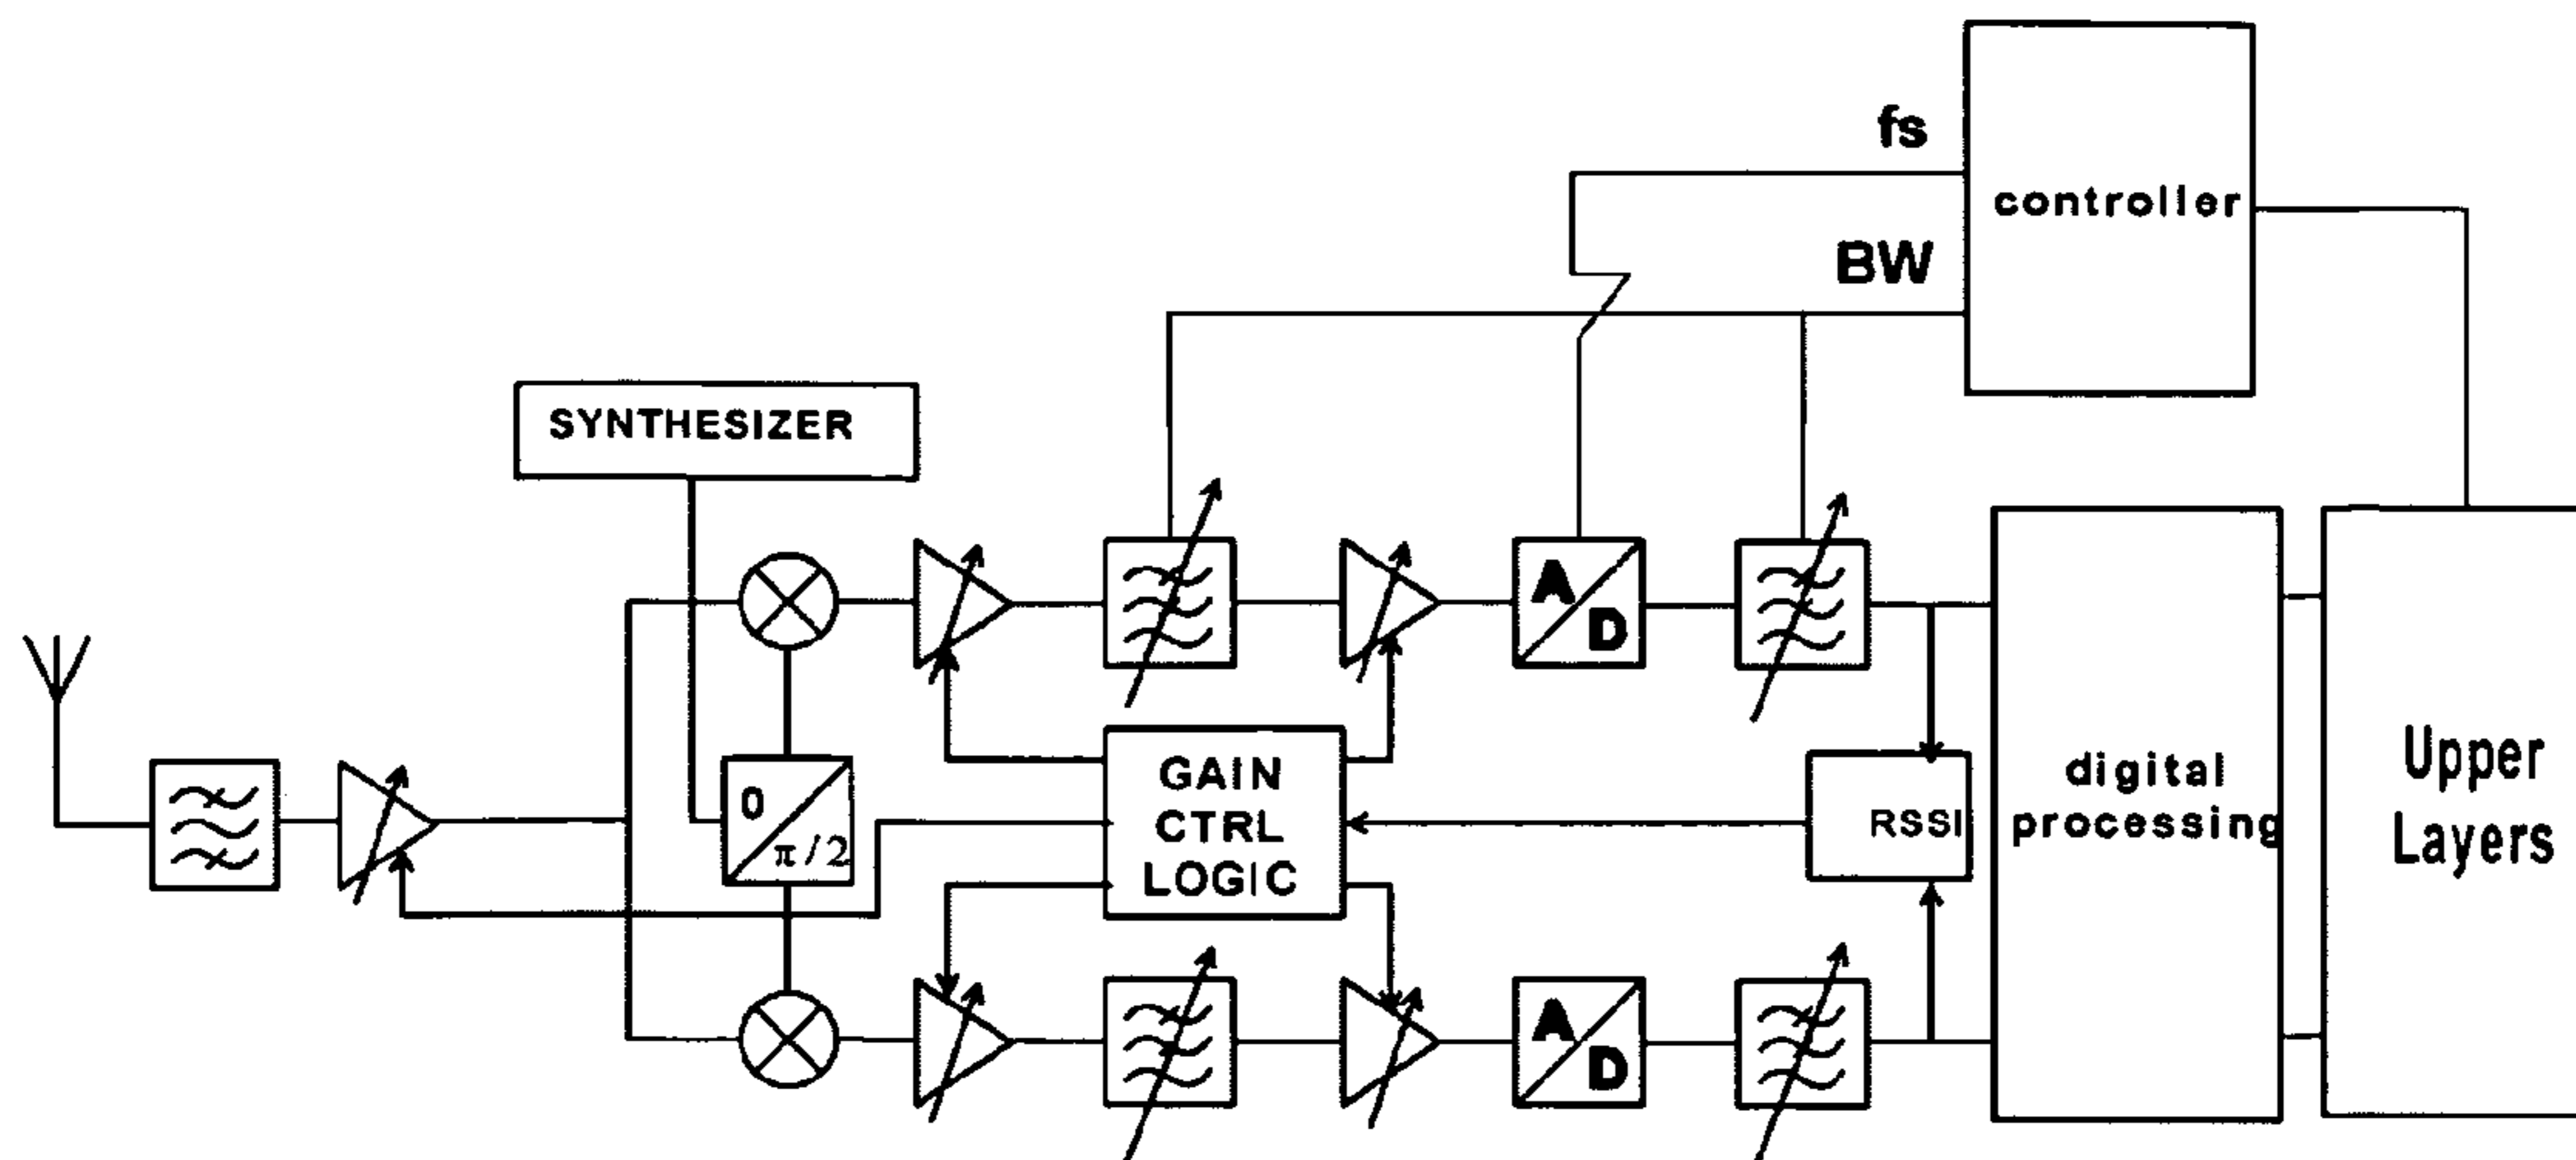 fs
controller
BW
SYNTHESIZER
A
D
0
π/2
GAIN
CTRL
LOGIC
RSSI
digital
processing
Upper
Layers
A
D